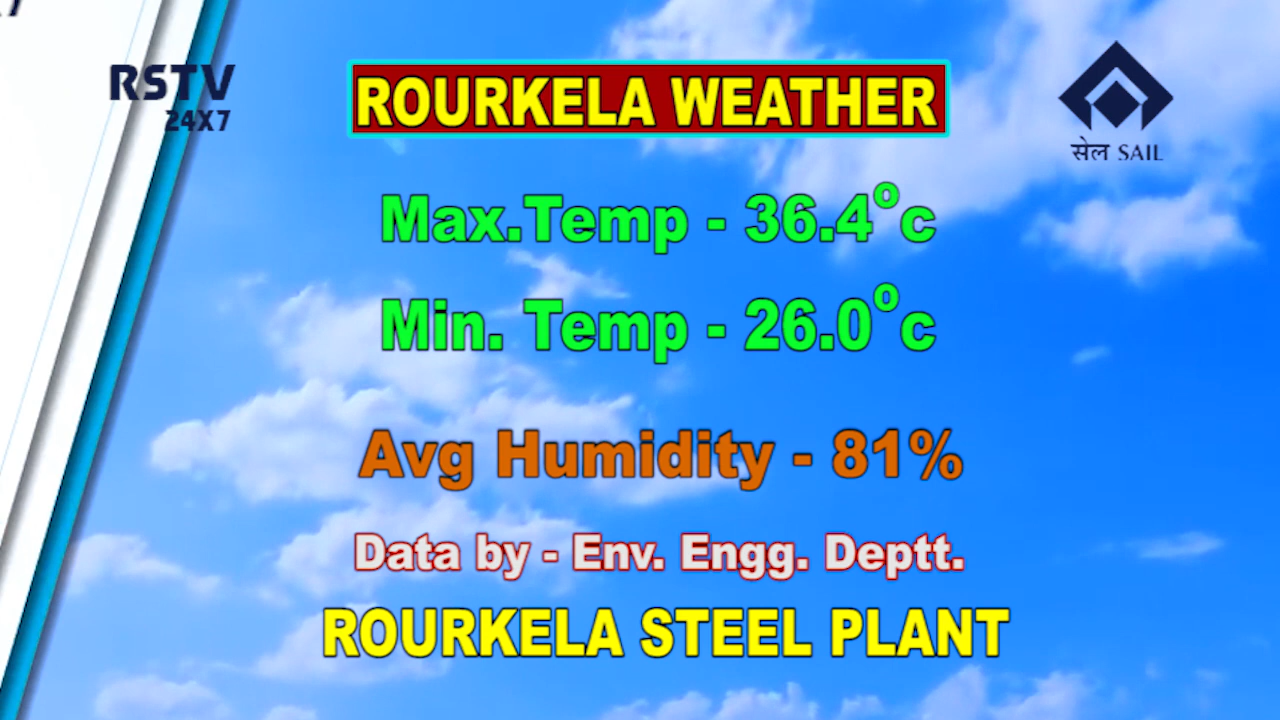 RSTV
24X7
ROURKELA WEATHER
सेल SAIL
Max.Temp - 36.4°c
Min. Temp - 26.0°c
Avg Humidity - 81%
Data by - Env. Engg. Deptt.
ROURKELA STEEL PLANT